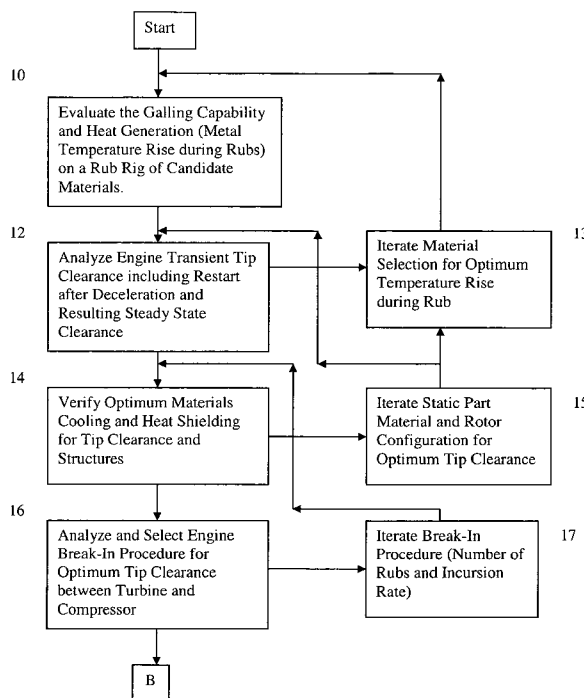 Start
10
Evaluate the Galling Capability
and Heat Generation (Metal
Temperature Rise during Rubs)
on a Rub Rig of Candidate
Materials.
12
Analyze Engine Transient Tip
Clearance including Restart
after Deceleration and
Resulting Steady State
Clearance
13
Iterate Material
Selection for Optimum
Temperature Rise
during Rub
14
Verify Optimum Materials
Cooling and Heat Shielding
for Tip Clearance and
Structures
15
Iterate Static Part
Material and Rotor
Configuration for
Optimum Tip Clearance
16
Analyze and Select Engine
Break-In Procedure for
Optimum Tip Clearance
between Turbine and
Compressor
17
Iterate Break-In
Procedure (Number of
Rubs and Incursion
Rate)
B